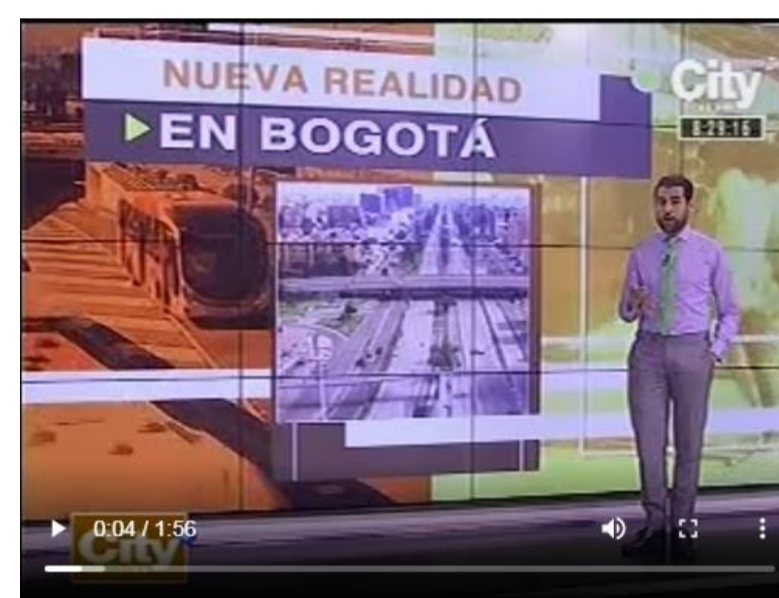 NUEVA REALIDAD
EN BOGOTÁ
City
8:29:16
0:04 / 1:56
City